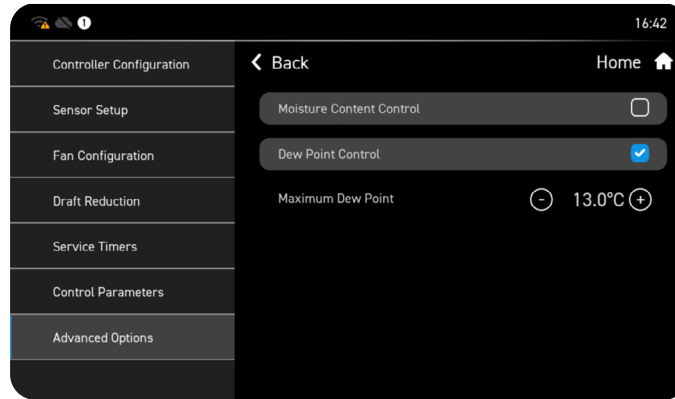 1
16:42
Controller Configuration
Sensor Setup
Fan Configuration
Draft Reduction
Service Timers
Control Parameters
Advanced Options
Back
Home
Moisture Content Control
Dew Point Control
Maximum Dew Point
- 13.0°C +